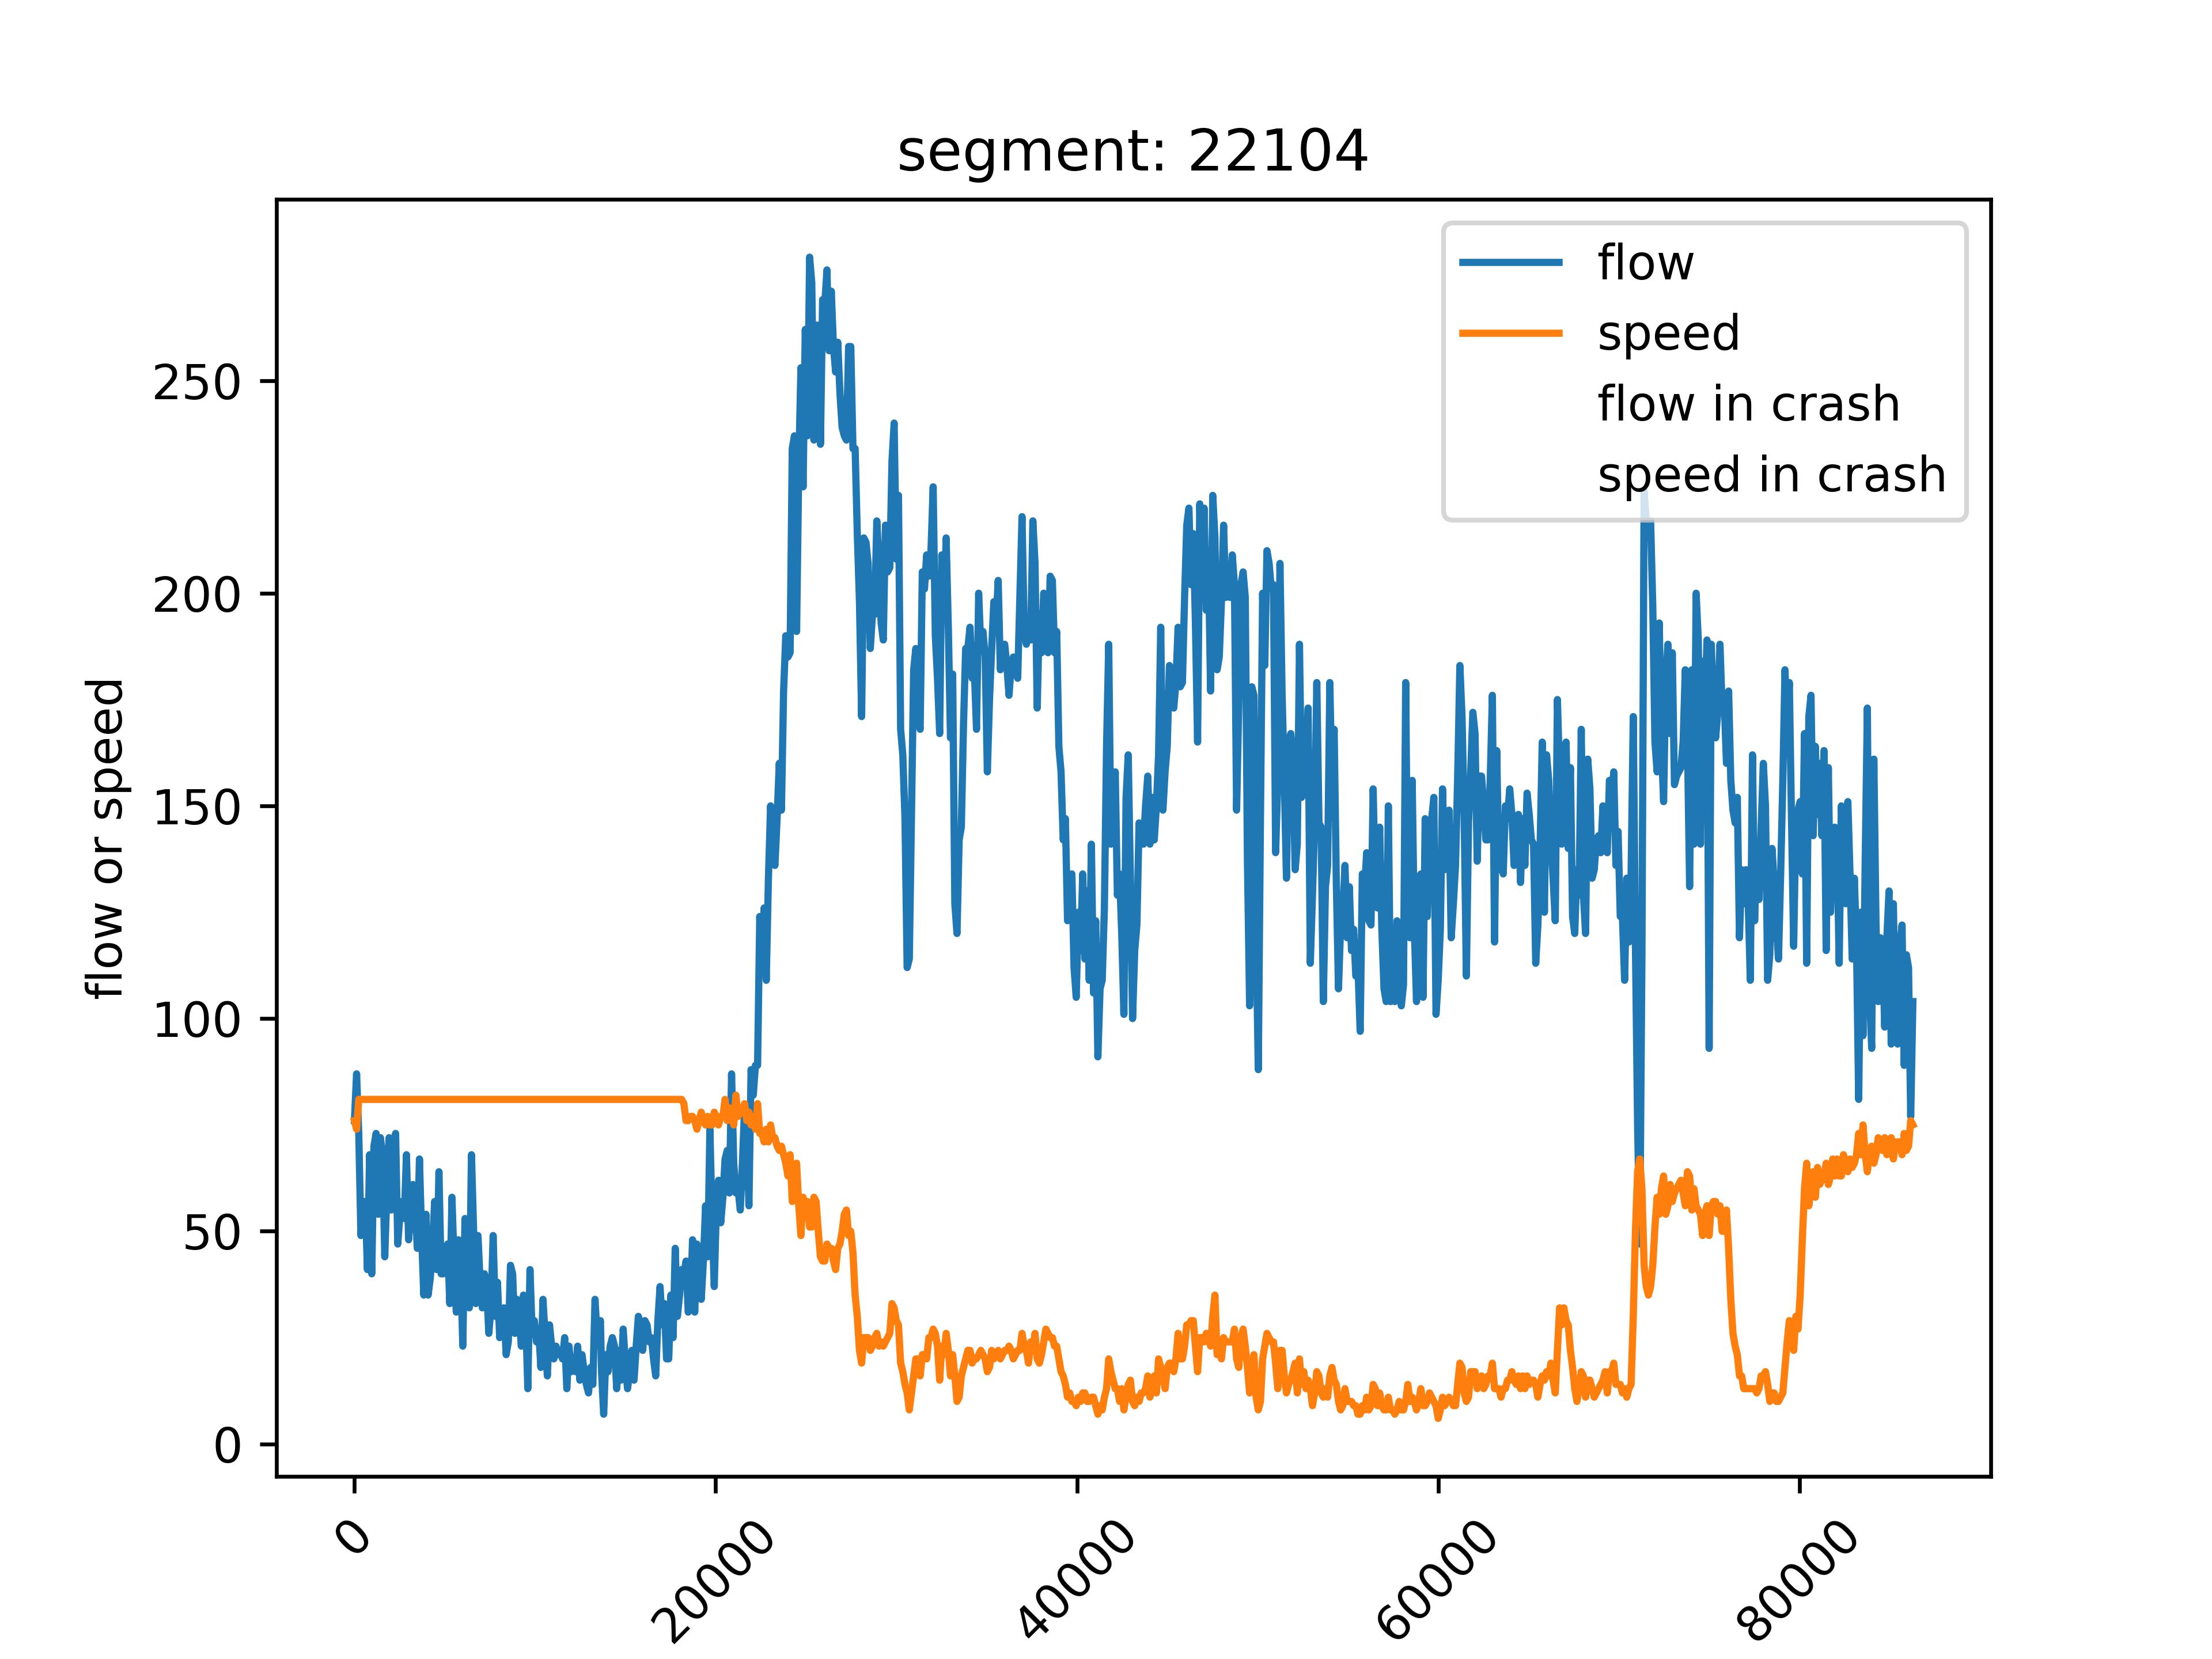 segment: 22104
flow
speed
flow in crash
speed in crash
flow or speed
250
200
150
100
50
0
0
20000
40000
60000
80000